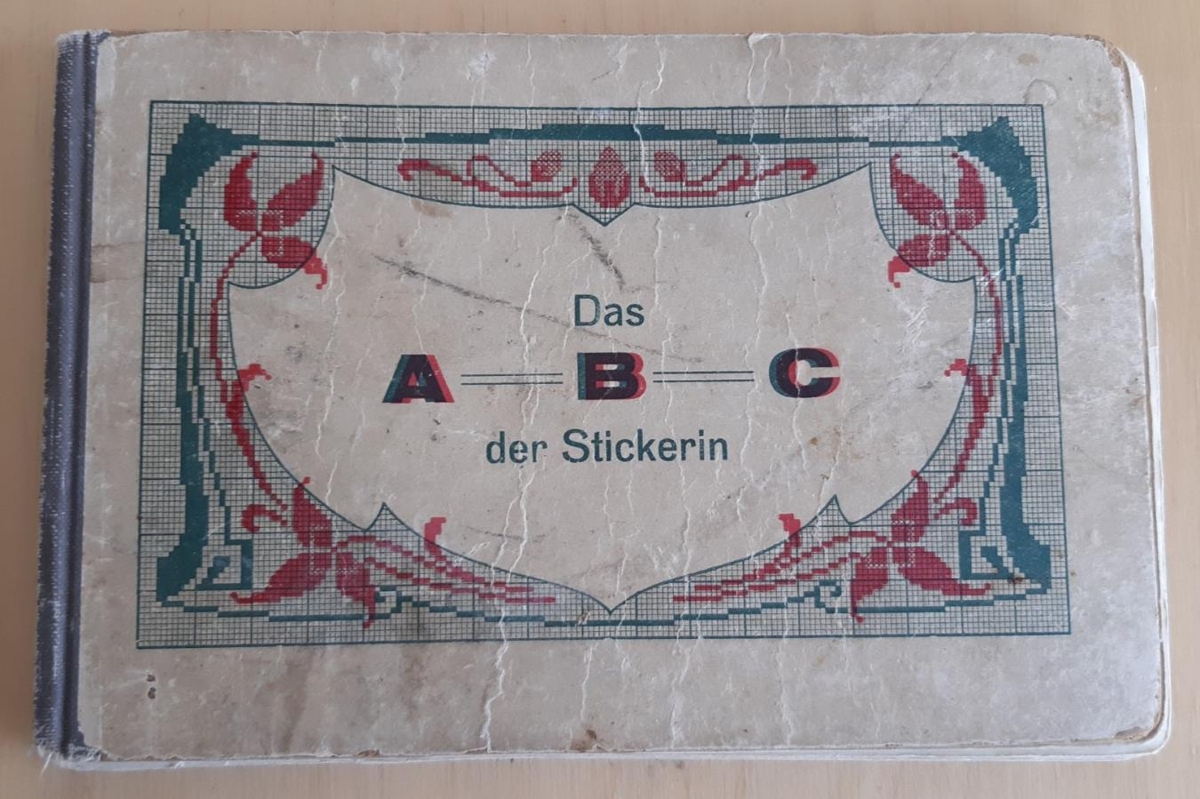 Das
A B C
der Stickerin